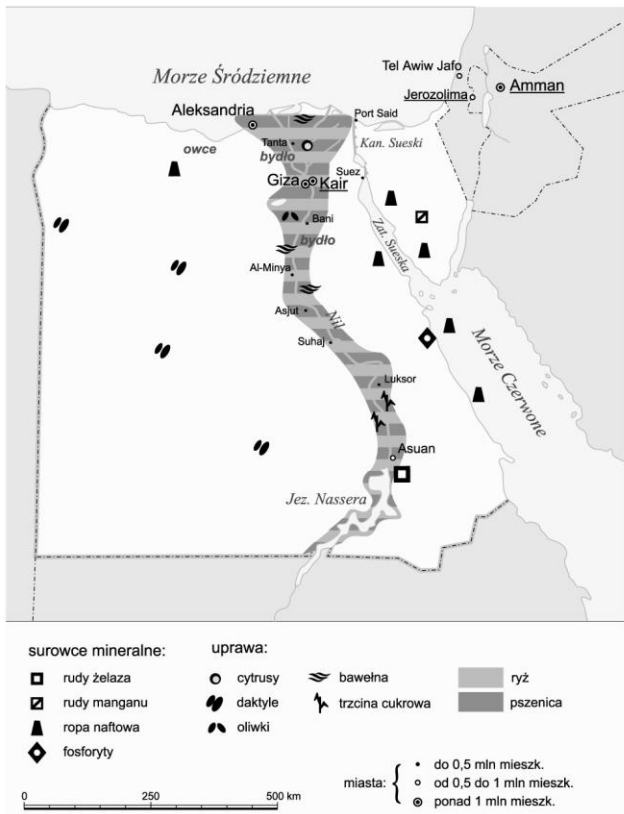 Morze Śródziemne
Tel Awiw Jafo
Jerozolima
Amman
Aleksandria
Port Said
owce
Tanta
bydło
Kan. Sueski
Giza
Kair
Suez
Bani
bydło
Zat. Sueska
Al-Minya
Asjut
Nil
Suhaj
Morze Czerwone
Luksor
Asuan
Jez. Nassera
surowce mineralne:
rudy żelaza
rudy manganu
ropa naftowa
fosforyty
uprawa:
cytrusy
daktyle
oliwki
bawełna
trzcina cukrowa
ryż
pszenica
miasta:
do 0,5 mln mieszk.
od 0,5 do 1 mln mieszk.
ponad 1 mln mieszk.
0 250 500 km